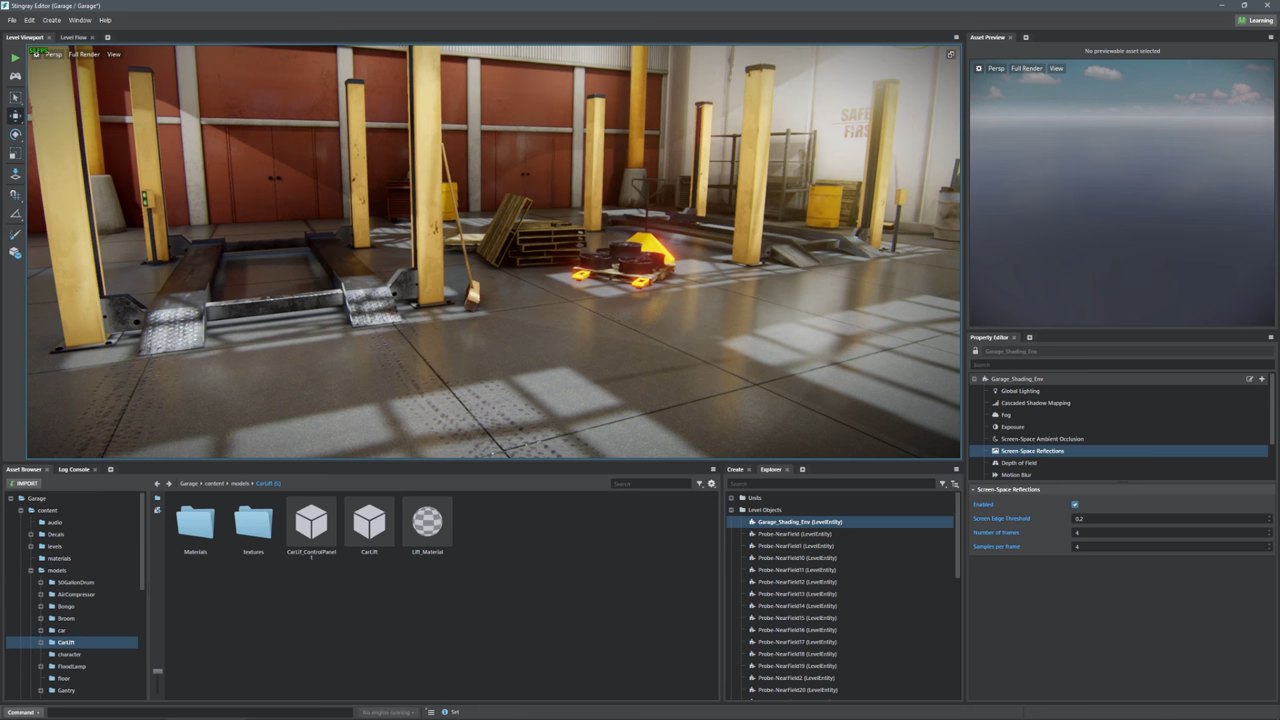 Stingray Editor (Garage / Garage*)
File Edit Create Window Help
Learning
Level Viewport
Level Flow
Persp Full Render View
SAFE
FIRS
Asset Preview
No previewable asset selected
Persp Full Render View
Property Editor
Garage_Shading_Env
Search
Garage_Shading_Env
Global Lighting
Cascaded Shadow Mapping
Fog
Exposure
Screen-Space Ambient Occlusion
Screen-Space Reflections
Depth of Field
Motion Blur
Screen-Space Reflections
Enabled
Screen Edge Threshold 0.2
Number of frames 4
Samples per frame 4
Asset Browser
Log Console
IMPORT
Garage
content
audio
Decals
levels
materials
models
50GallonDrum
AirCompressor
Bongo
Broom
car
CarLift
character
FloodLamp
floor
Gantry
Garage > content > models > CarLift (5)
Search
Materials
textures
CarLif_ControlPanel
1
CarLift
Lift_Material
Create
Explorer
Search
Units
Level Objects
Garage_Shading_Env (LevelEntity)
Probe-NearField (LevelEntity)
Probe-NearField1 (LevelEntity)
Probe-NearField10 (LevelEntity)
Probe-NearField11 (LevelEntity)
Probe-NearField12 (LevelEntity)
Probe-NearField13 (LevelEntity)
Probe-NearField14 (LevelEntity)
Probe-NearField15 (LevelEntity)
Probe-NearField16 (LevelEntity)
Probe-NearField17 (LevelEntity)
Probe-NearField18 (LevelEntity)
Probe-NearField19 (LevelEntity)
Probe-NearField2 (LevelEntity)
Probe-NearField20 (LevelEntity)
Command
No engine running
Set